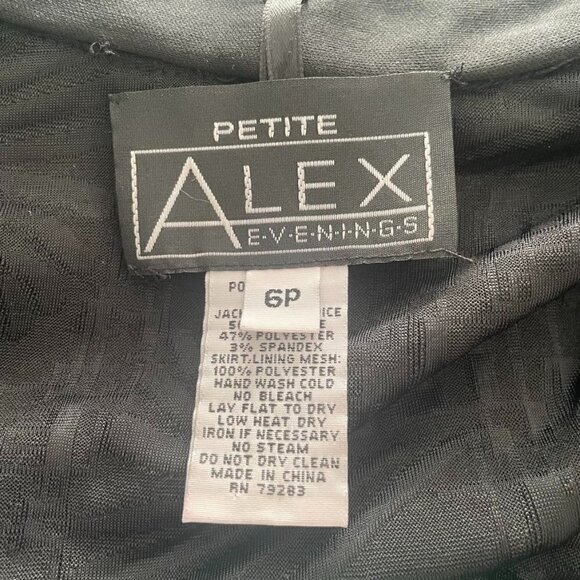 PETITE
ALEX
E·V·E·N·I·N·G·S
6P
47% POLYESTER
3% SPANDEX
SKIRT:LINING MESH:
100% POLYESTER
HAND WASH COLD
NO BLEACH
LAY FLAT TO DRY
LOW HEAT DRY
IRON IF NECESSARY
NO STEAM
DO NOT DRY CLEAN
MADE IN CHINA
RN 79283